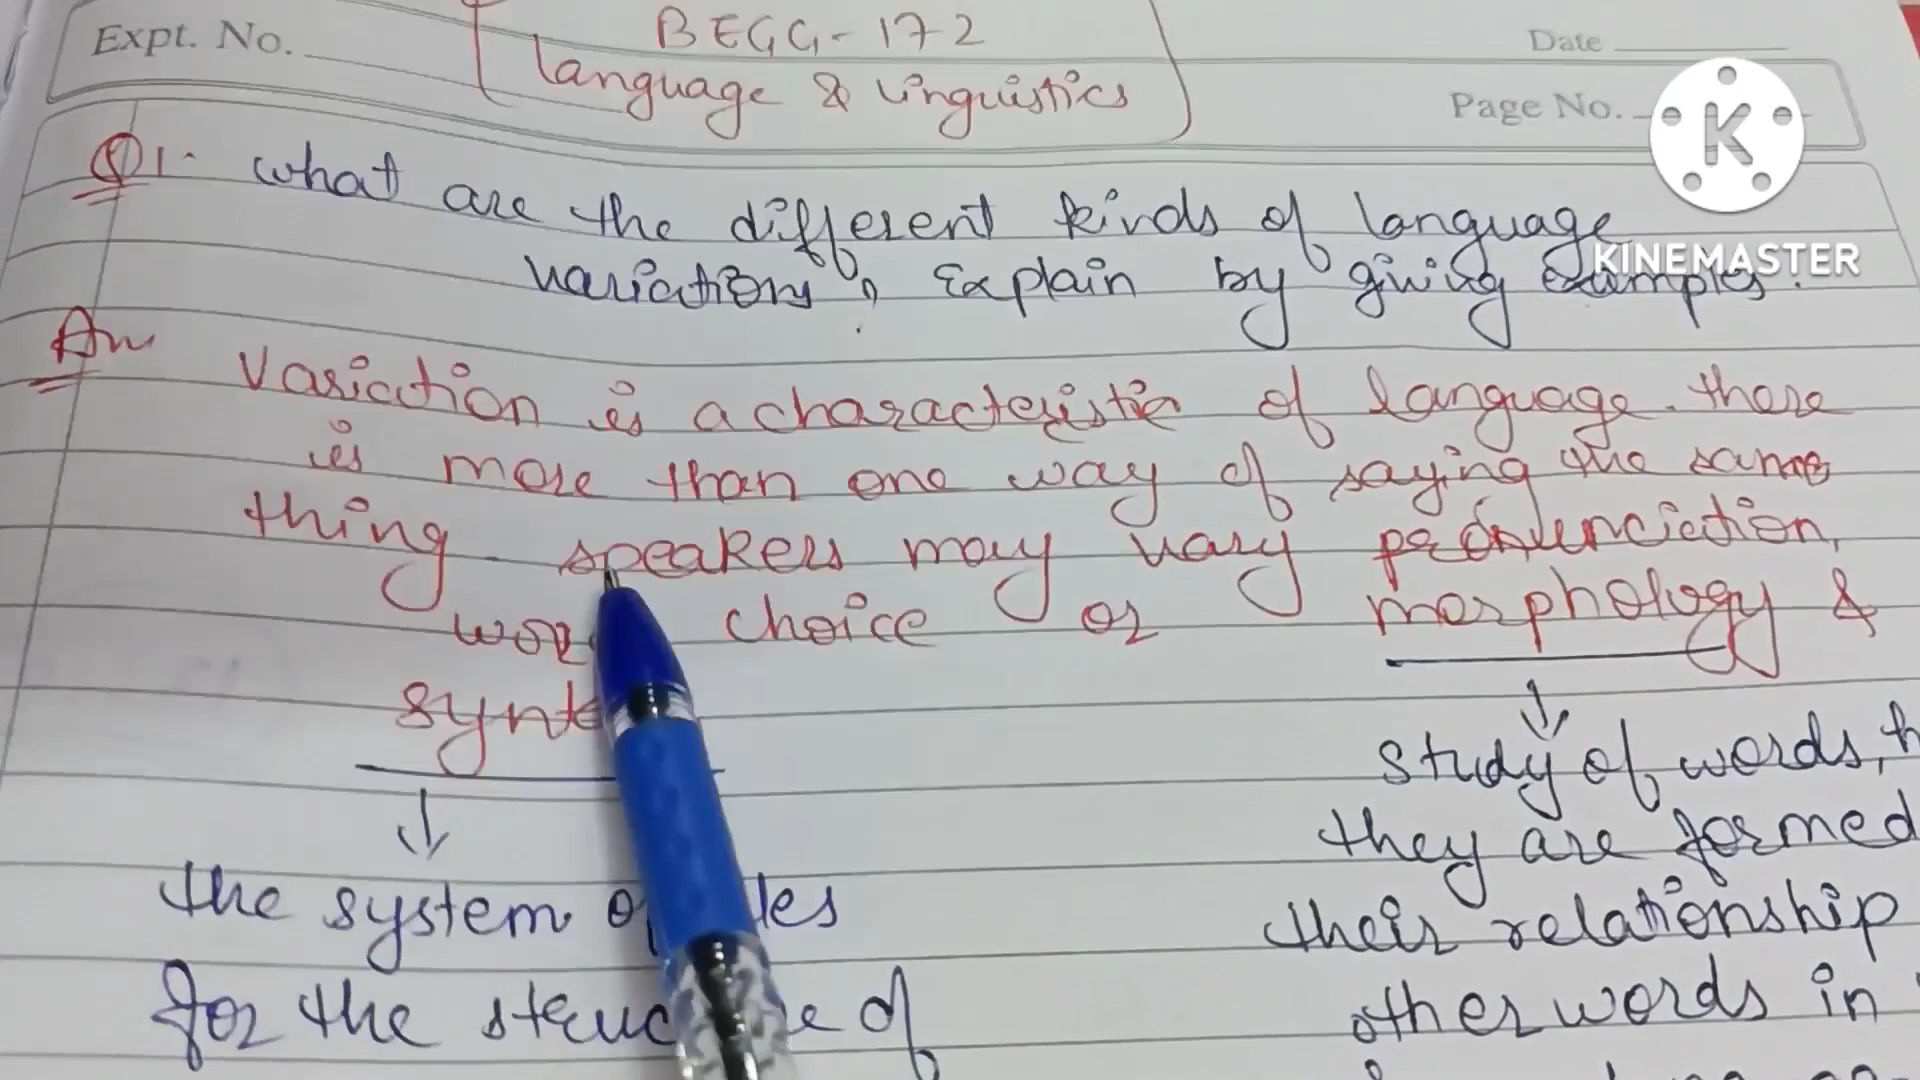 Expt. No.
BEGG-172
Language & Linguistics
Date
Page No.
K
KINEMASTER
Q1. What are the different kinds of language
variations? Explain by giving examples.
Ans Variation is a characteristic of language. there
is more than one way of saying the same
thing. speakers may vary pronunciation,
choice or morphology &
the system
for the of
study of words,
they are formed
their relationship
other words in